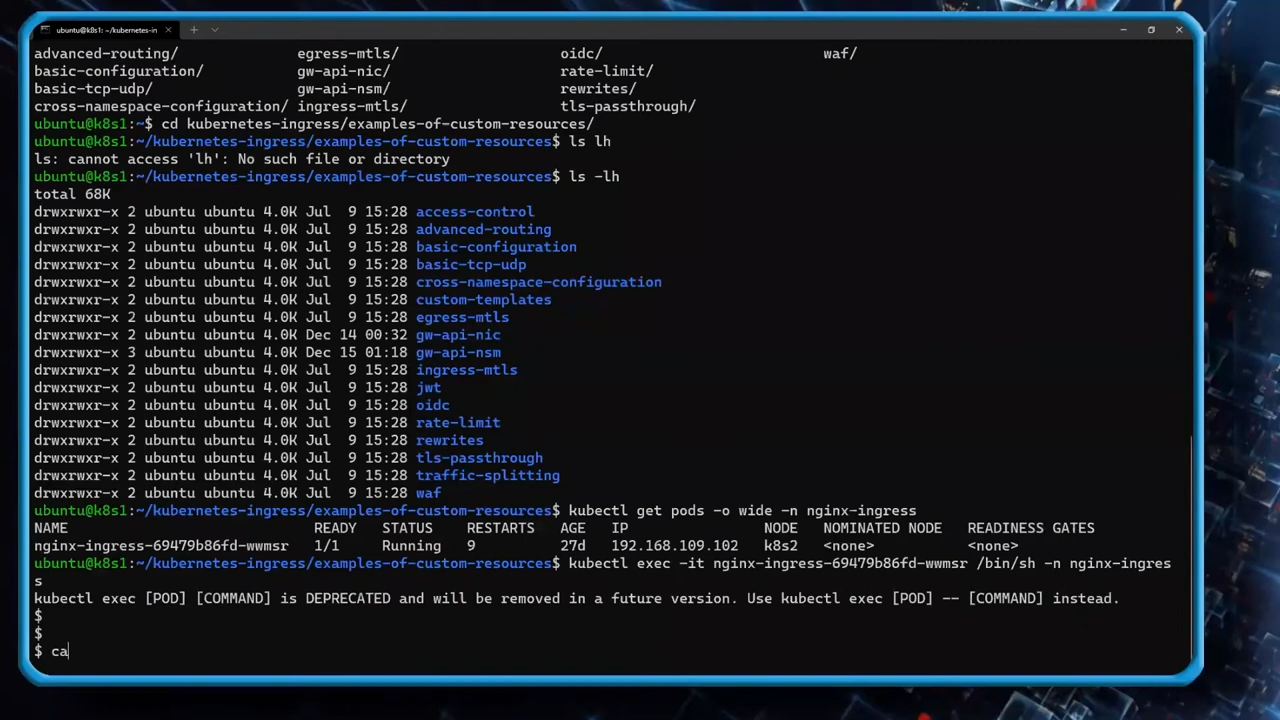 ubuntu@k8s1: ~/kubernetes-in
advanced-routing/ egress-mtls/ oidc/ waf/
basic-configuration/ gw-api-nic/ rate-limit/
basic-tcp-udp/ gw-api-nsm/ rewrites/
cross-namespace-configuration/ ingress-mtls/ tls-passthrough/
ubuntu@k8s1:~$ cd kubernetes-ingress/examples-of-custom-resources/
ubuntu@k8s1:~/kubernetes-ingress/examples-of-custom-resources$ ls lh
ls: cannot access 'lh': No such file or directory
ubuntu@k8s1:~/kubernetes-ingress/examples-of-custom-resources$ ls -lh
total 68K
drwxrwxr-x 2 ubuntu ubuntu 4.0K Jul  9 15:28 access-control
drwxrwxr-x 2 ubuntu ubuntu 4.0K Jul  9 15:28 advanced-routing
drwxrwxr-x 2 ubuntu ubuntu 4.0K Jul  9 15:28 basic-configuration
drwxrwxr-x 2 ubuntu ubuntu 4.0K Jul  9 15:28 basic-tcp-udp
drwxrwxr-x 2 ubuntu ubuntu 4.0K Jul  9 15:28 cross-namespace-configuration
drwxrwxr-x 2 ubuntu ubuntu 4.0K Jul  9 15:28 custom-templates
drwxrwxr-x 2 ubuntu ubuntu 4.0K Jul  9 15:28 egress-mtls
drwxrwxr-x 2 ubuntu ubuntu 4.0K Dec 14 00:32 gw-api-nic
drwxrwxr-x 3 ubuntu ubuntu 4.0K Dec 15 01:18 gw-api-nsm
drwxrwxr-x 2 ubuntu ubuntu 4.0K Jul  9 15:28 ingress-mtls
drwxrwxr-x 2 ubuntu ubuntu 4.0K Jul  9 15:28 jwt
drwxrwxr-x 2 ubuntu ubuntu 4.0K Jul  9 15:28 oidc
drwxrwxr-x 2 ubuntu ubuntu 4.0K Jul  9 15:28 rate-limit
drwxrwxr-x 2 ubuntu ubuntu 4.0K Jul  9 15:28 rewrites
drwxrwxr-x 2 ubuntu ubuntu 4.0K Jul  9 15:28 tls-passthrough
drwxrwxr-x 2 ubuntu ubuntu 4.0K Jul  9 15:28 traffic-splitting
drwxrwxr-x 2 ubuntu ubuntu 4.0K Jul  9 15:28 waf
ubuntu@k8s1:~/kubernetes-ingress/examples-of-custom-resources$ kubectl get pods -o wide -n nginx-ingress
NAME READY STATUS RESTARTS AGE IP NODE NOMINATED NODE READINESS GATES
nginx-ingress-69479b86fd-wwmsr 1/1 Running 9 27d 192.168.109.102 k8s2 <none> <none>
ubuntu@k8s1:~/kubernetes-ingress/examples-of-custom-resources$ kubectl exec -it nginx-ingress-69479b86fd-wwmsr /bin/sh -n nginx-ingres
s
kubectl exec [POD] [COMMAND] is DEPRECATED and will be removed in a future version. Use kubectl exec [POD] -- [COMMAND] instead.
$
$
$ ca